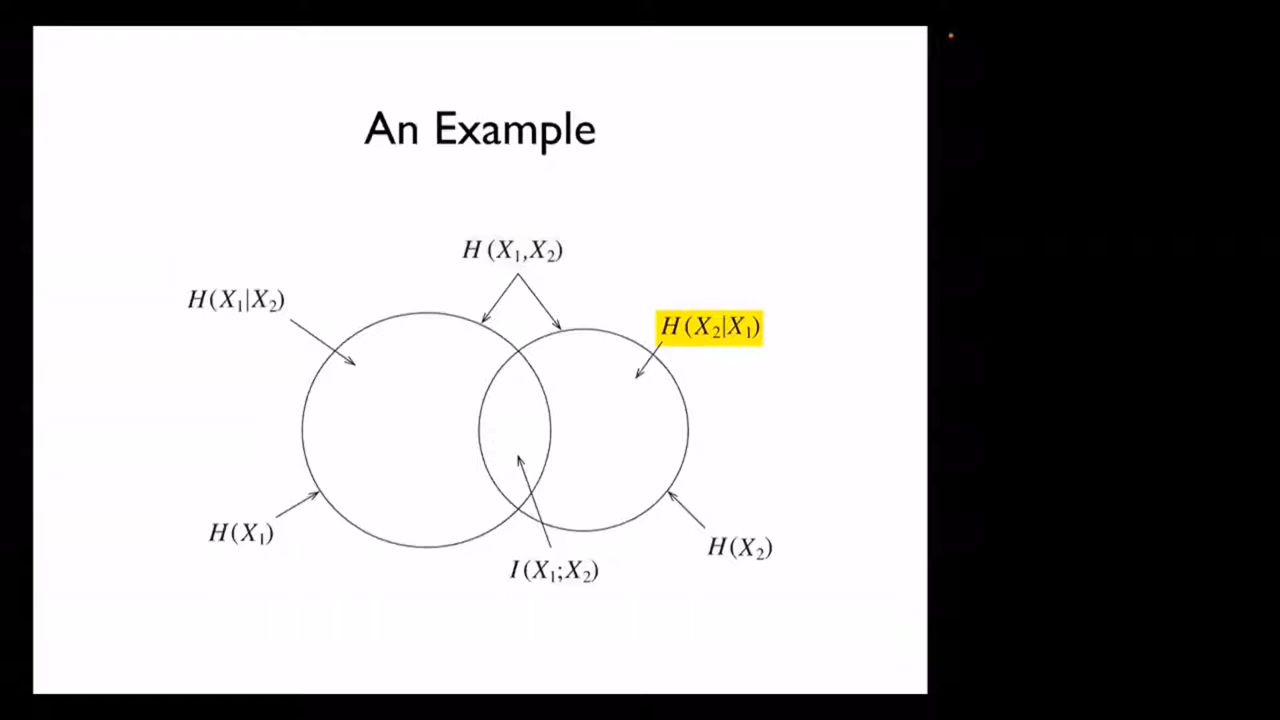 An Example
H(X₁,X₂)
H(X₁|X₂)
H(X₂|X₁)
H(X₁)
H(X₂)
I(X₁;X₂)